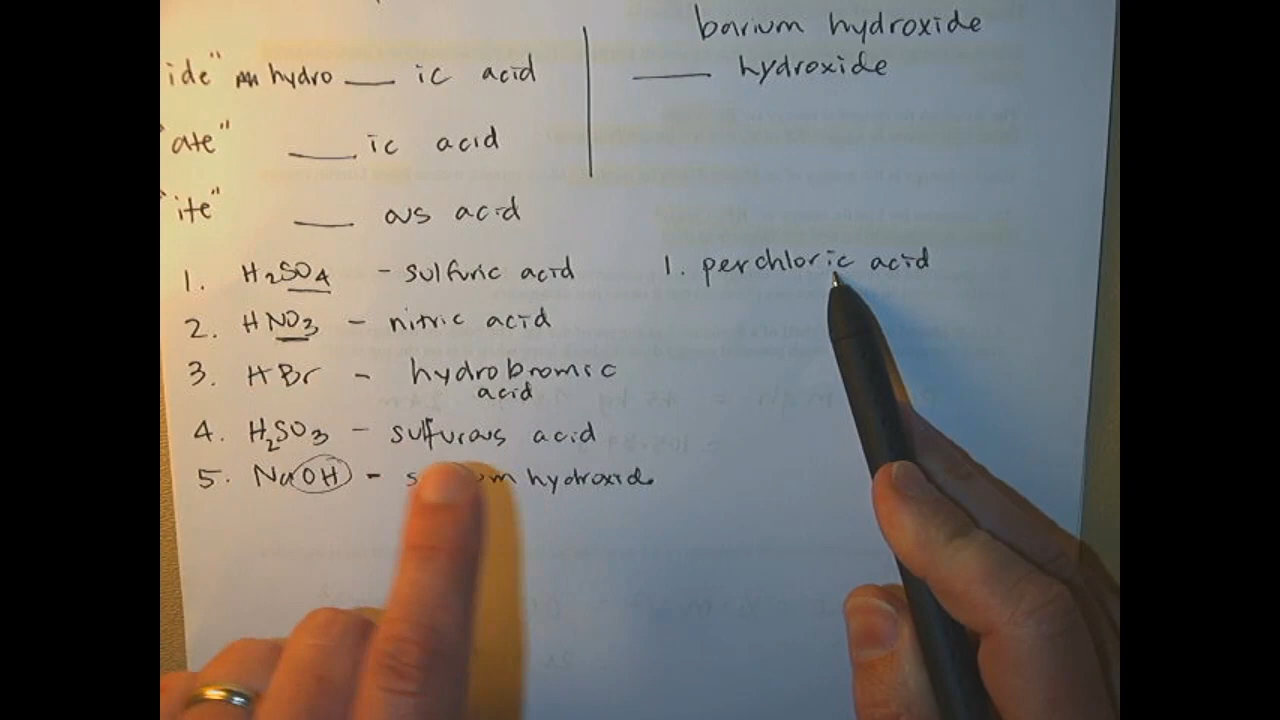 barium hydroxide
ide" hydro ___ ic acid
___ hydroxide
"ate" ___ ic acid
"ite" ___ ous acid
1. H₂SO₄ - sulfuric acid
1. perchloric acid
2. HNO₃ - nitric acid
3. HBr - hydrobromic
acid
4. H₂SO₃ - sulfurous acid
5. NaOH - hydroxide